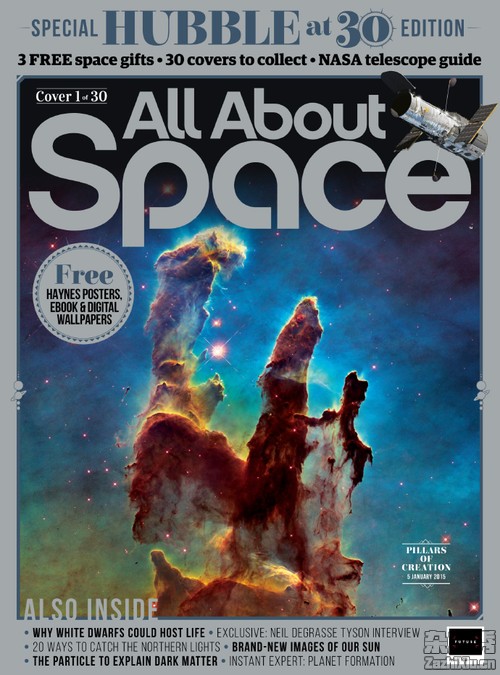 SPECIAL HUBBLE at 30 EDITION
3 FREE space gifts • 30 covers to collect • NASA telescope guide
Cover 1 of 30
All About
Space
Free
HAYNES POSTERS,
EBOOK & DIGITAL
WALLPAPERS
PILLARS
OF
CREATION
5 JANUARY 2015
ALSO INSIDE
• WHY WHITE DWARFS COULD HOST LIFE • EXCLUSIVE: NEIL DEGRASSE TYSON INTERVIEW
• 20 WAYS TO CATCH THE NORTHERN LIGHTS • BRAND-NEW IMAGES OF OUR SUN
• THE PARTICLE TO EXPLAIN DARK MATTER • INSTANT EXPERT: PLANET FORMATION
FUTURE
ZazhiXin.com